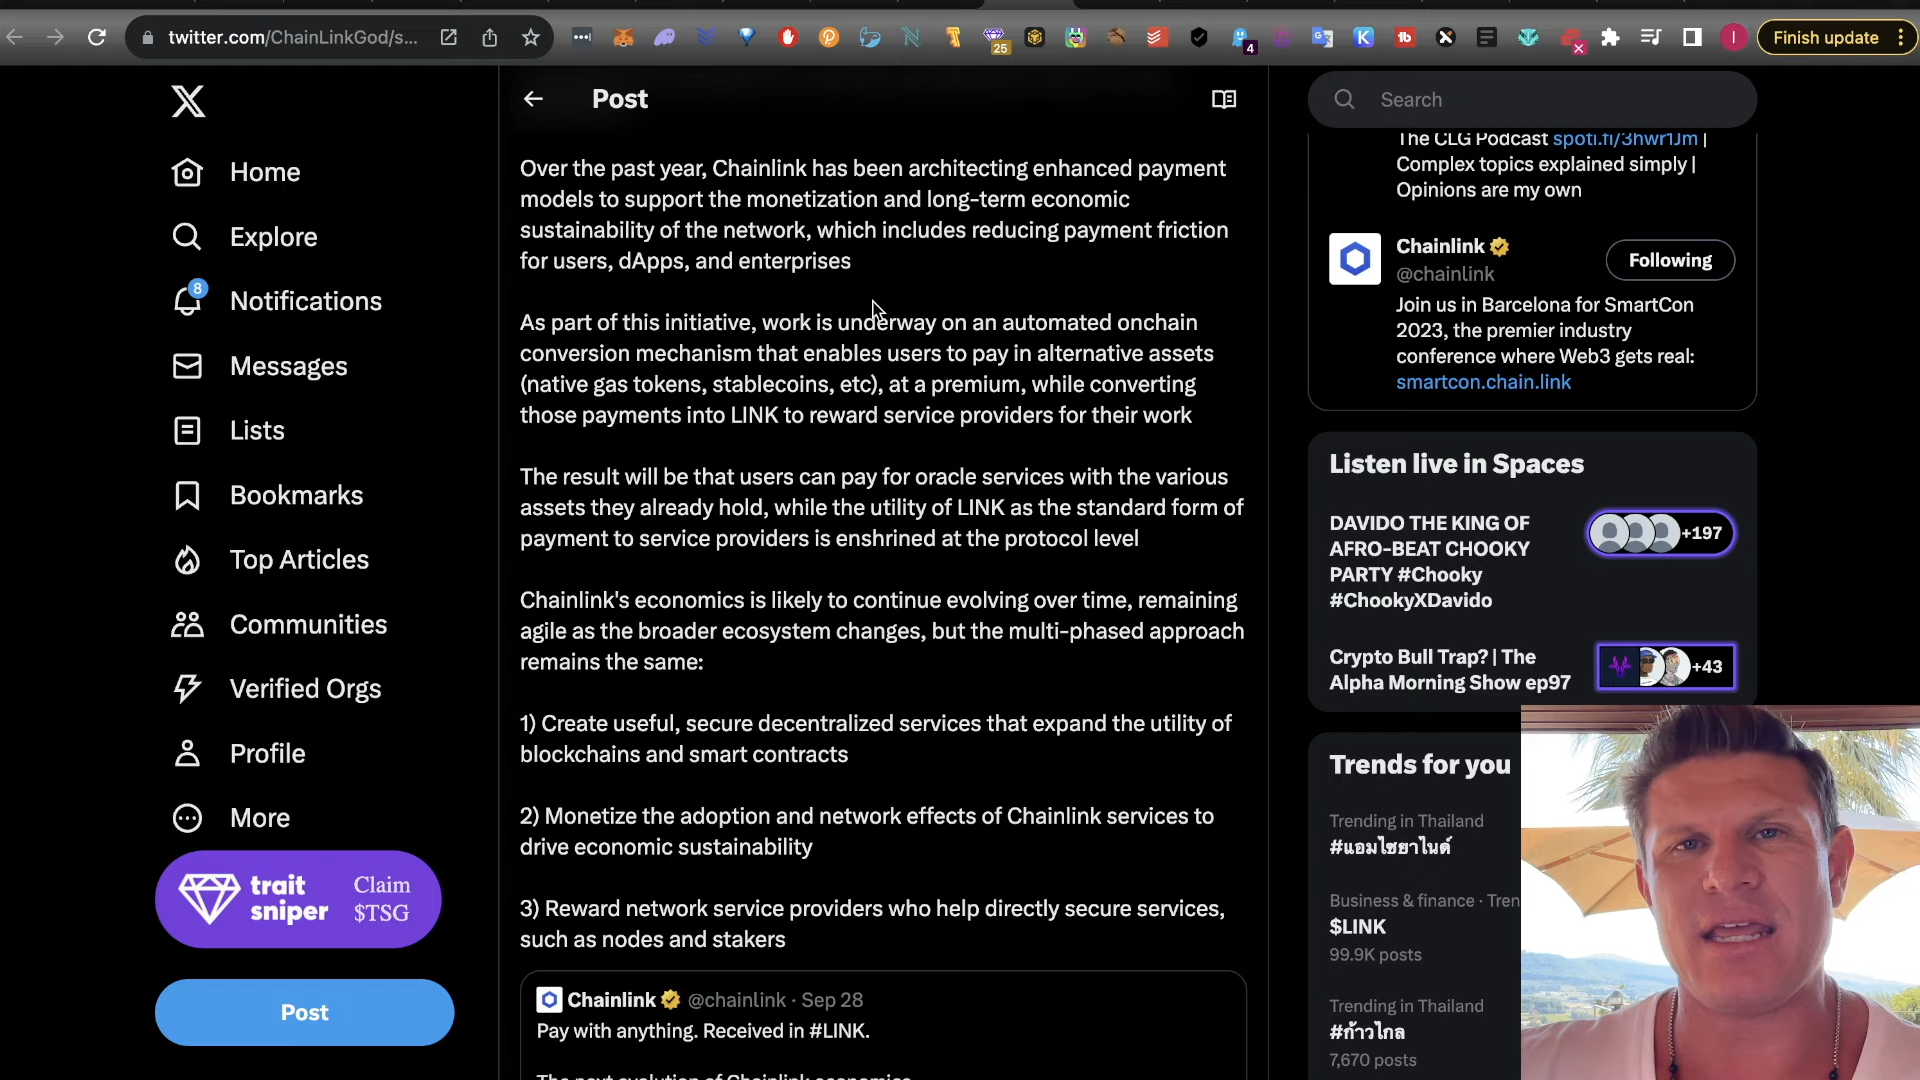 twitter.com/ChainLinkGod/s...
25
4
Finish update
Home
Explore
8
Notifications
Messages
Lists
Bookmarks
Top Articles
Communities
Verified Orgs
Profile
More
trait sniper
Claim $TSG
Post
Post
Over the past year, Chainlink has been architecting enhanced payment
models to support the monetization and long-term economic
sustainability of the network, which includes reducing payment friction
for users, dApps, and enterprises
As part of this initiative, work is underway on an automated onchain
conversion mechanism that enables users to pay in alternative assets
(native gas tokens, stablecoins, etc), at a premium, while converting
those payments into LINK to reward service providers for their work
The result will be that users can pay for oracle services with the various
assets they already hold, while the utility of LINK as the standard form of
payment to service providers is enshrined at the protocol level
Chainlink's economics is likely to continue evolving over time, remaining
agile as the broader ecosystem changes, but the multi-phased approach
remains the same:
1) Create useful, secure decentralized services that expand the utility of
blockchains and smart contracts
2) Monetize the adoption and network effects of Chainlink services to
drive economic sustainability
3) Reward network service providers who help directly secure services,
such as nodes and stakers
Chainlink @chainlink · Sep 28
Pay with anything. Received in #LINK.
The next evolution of Chainlink economics
Search
The CLG Podcast spoti.fi/3hwr1Jm |
Complex topics explained simply |
Opinions are my own
Chainlink
@chainlink
Following
Join us in Barcelona for SmartCon
2023, the premier industry
conference where Web3 gets real:
smartcon.chain.link
Listen live in Spaces
DAVIDO THE KING OF
AFRO-BEAT CHOOKY
PARTY #Chooky
#ChookyXDavido
+197
Crypto Bull Trap? | The
Alpha Morning Show ep97
+43
Trends for you
Trending in Thailand
#แอมไซยาไนด์
Business & finance · Tren
$LINK
99.9K posts
Trending in Thailand
#ก้าวไกล
7,670 posts